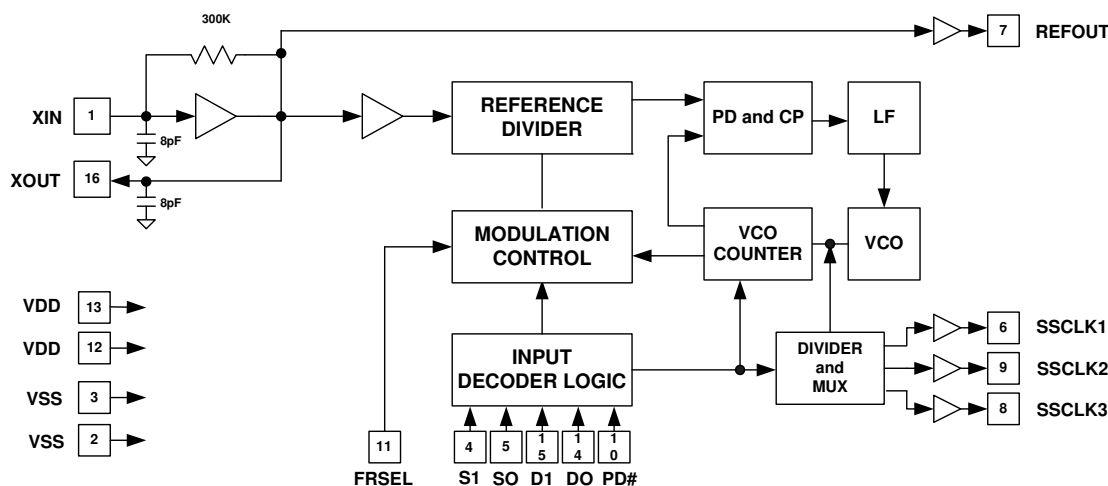 300K
7 REFOUT
XIN 1
8pF
REFERENCE
DIVIDER
PD and CP
LF
XOUT 16
8pF
MODULATION
CONTROL
VCO
COUNTER
VCO
VDD 13
VDD 12
VSS 3
VSS 2
INPUT
DECODER LOGIC
DIVIDER
and
MUX
6 SSCLK1
9 SSCLK2
8 SSCLK3
11 4 5 15 14 10
FRSEL S1 SO D1 DO PD#